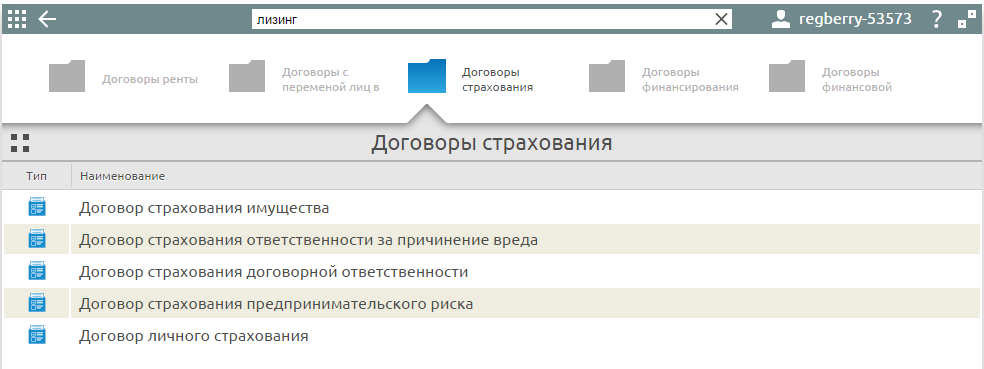 лизинг
regberry-53573 ?
Договоры ренты
Договоры с
переменой лиц в
Договоры
страхования
Договоры
финансирования
Договоры
финансовой
Договоры страхования
Тип Наименование
Договор страхования имущества
Договор страхования ответственности за причинение вреда
Договор страхования договорной ответственности
Договор страхования предпринимательского риска
Договор личного страхования